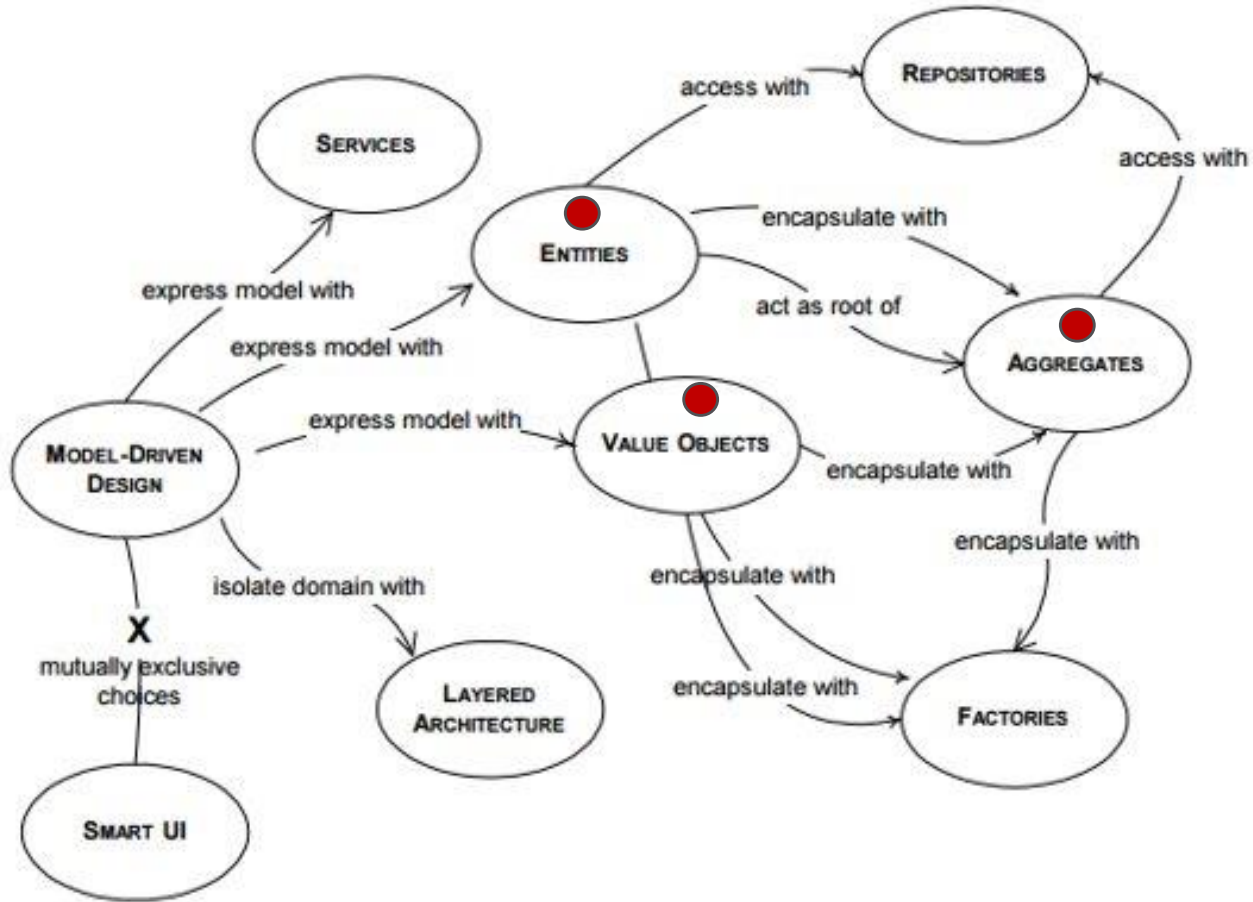 REPOSITORIES
access with
SERVICES
access with
encapsulate with
ENTITIES
express model with
act as root of
express model with
AGGREGATES
express model with
VALUE OBJECTS
MODEL-DRIVEN
DESIGN
encapsulate with
encapsulate with
encapsulate with
isolate domain with
X
mutually exclusive
choices
encapsulate with
LAYERED
ARCHITECTURE
FACTORIES
SMART UI